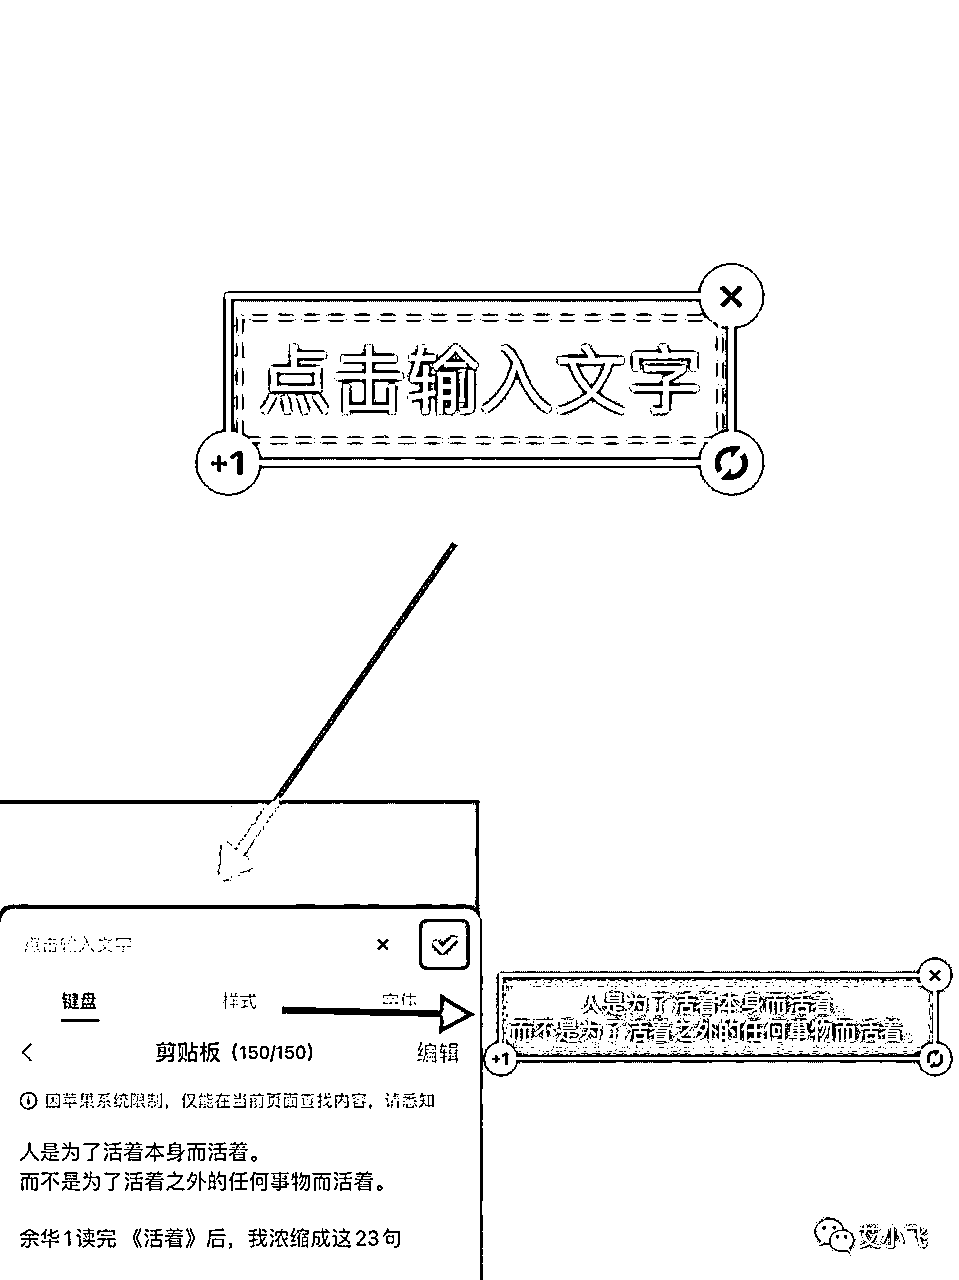 点击输入文字
+1
点击输入文字
键盘 样式 字体
剪贴板（150/150） 编辑
因苹果系统限制，仅能在当前页面查找内容，请悉知
人是为了活着本身而活着。
而不是为了活着之外的任何事物而活着。
余华1读完《活着》后，我浓缩成这23句
人是为了活着本身而活着。
而不是为了活着之外的任何事物而活着。
+1
艾小飞